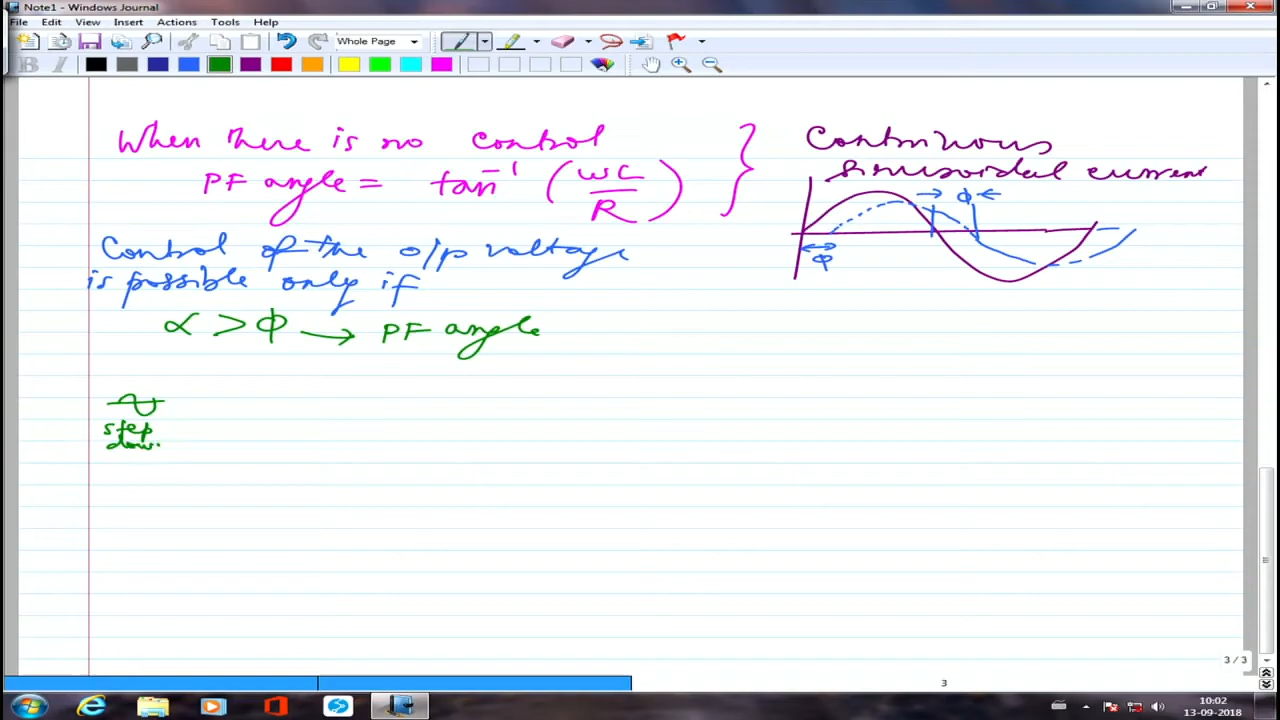 Note1 - Windows Journal
File Edit View Insert Actions Tools Help
Whole Page
B I
When there is no control
PF angle = tan⁻¹ (ωL/R) }
Continuous
sinusoidal current
φ
φ
Control of the o/p voltage
is possible only if
α > φ → PF angle
step
down
3 / 3
3
10:02
13-09-2018